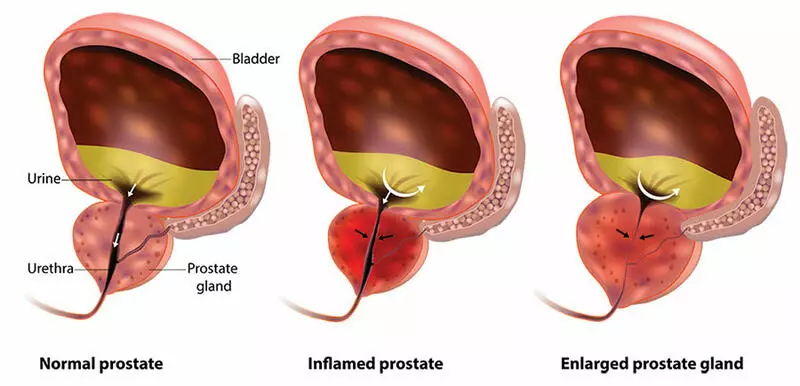 Bladder
Urine
Urethra
Prostate
gland
Normal prostate
Inflamed prostate
Enlarged prostate gland